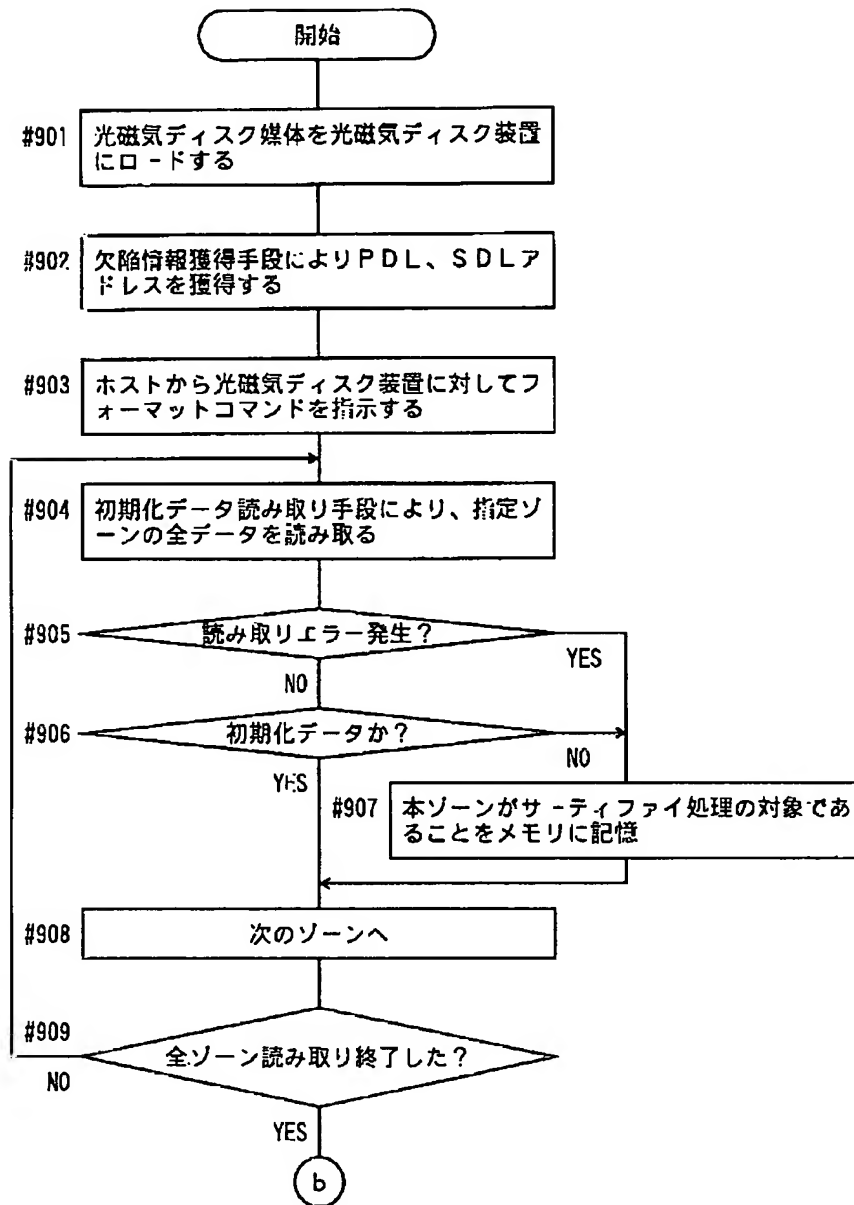 開始
#901
光磁気ディスク媒体を光磁気ディスク装置
にロードする
#902
欠陥情報獲得手段によりPDL、SDLア
ドレスを獲得する
#903
ホストから光磁気ディスク装置に対してフ
ォーマットコマンドを指示する
#904
初期化データ読み取り手段により、指定ゾ
ーンの全データを読み取る
#905
読み取りエラー発生?
YES
NO
#906
初期化データか?
NO
YES
#907
本ゾーンがサーティファイ処理の対象であ
ることをメモリに記憶
#908
次のゾーンへ
#909
全ゾーン読み取り終了した?
NO
YES
b